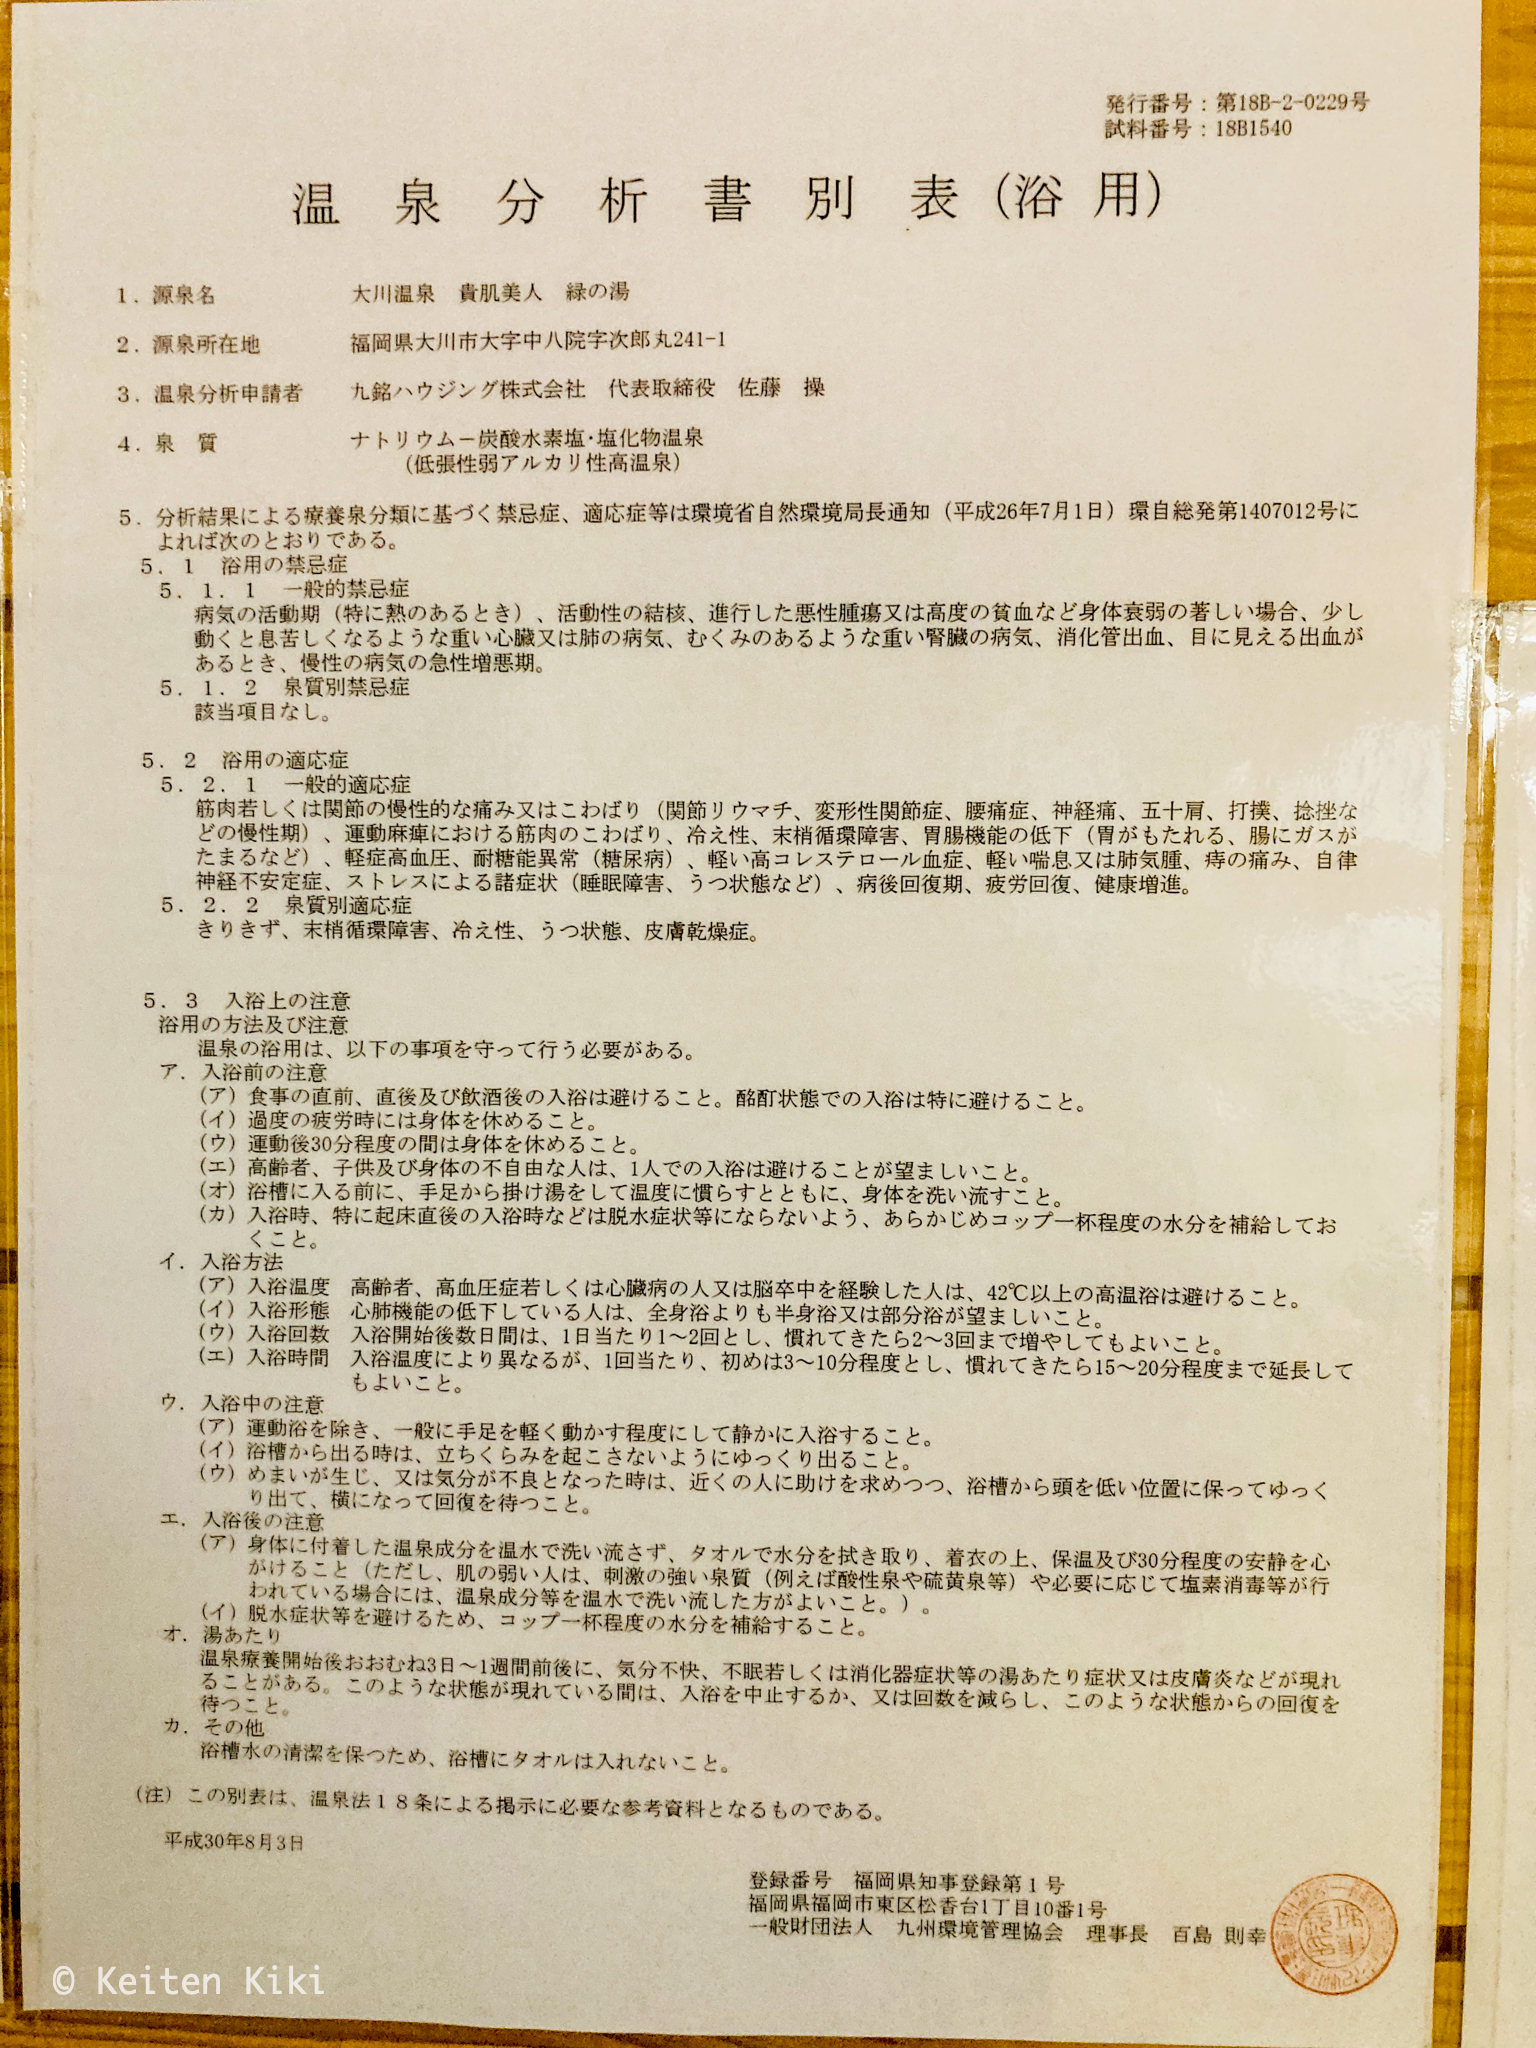 発行番号：第18B-2-0229号
試料番号：18B1540
温泉分析書別表(浴用)
1．源泉名　大川温泉　貴肌美人　緑の湯
2．源泉所在地　福岡県大川市大字中八院字次郎丸241-1
3．温泉分析申請者　九銘ハウジング株式会社　代表取締役　佐藤　操
4．泉　質　ナトリウム－炭酸水素塩･塩化物温泉
(低張性弱アルカリ性高温泉)
5．分析結果による療養泉分類に基づく禁忌症、適応症等は環境省自然環境局長通知（平成26年7月1日）環自総発第1407012号に
よれば次のとおりである。
5．1　浴用の禁忌症
5．1．1　一般的禁忌症
病気の活動期（特に熱のあるとき）、活動性の結核、進行した悪性腫瘍又は高度の貧血など身体衰弱の著しい場合、少し
動くと息苦しくなるような重い心臓又は肺の病気、むくみのあるような重い腎臓の病気、消化管出血、目に見える出血が
あるとき、慢性の病気の急性増悪期。
5．1．2　泉質別禁忌症
該当項目なし。
5．2　浴用の適応症
5．2．1　一般的適応症
筋肉若しくは関節の慢性的な痛み又はこわばり（関節リウマチ、変形性関節症、腰痛症、神経痛、五十肩、打撲、捻挫な
どの慢性期）、運動麻痺における筋肉のこわばり、冷え性、末梢循環障害、胃腸機能の低下（胃がもたれる、腸にガスが
たまるなど）、軽症高血圧、耐糖能異常（糖尿病）、軽い高コレステロール血症、軽い喘息又は肺気腫、痔の痛み、自律
神経不安定症、ストレスによる諸症状（睡眠障害、うつ状態など）、病後回復期、疲労回復、健康増進。
5．2．2　泉質別適応症
きりきず、末梢循環障害、冷え性、うつ状態、皮膚乾燥症。
5．3　入浴上の注意
浴用の方法及び注意
温泉の浴用は、以下の事項を守って行う必要がある。
ア．入浴前の注意
（ア）食事の直前、直後及び飲酒後の入浴は避けること。酩酊状態での入浴は特に避けること。
（イ）過度の疲労時には身体を休めること。
（ウ）運動後30分程度の間は身体を休めること。
（エ）高齢者、子供及び身体の不自由な人は、1人での入浴は避けることが望ましいこと。
（オ）浴槽に入る前に、手足から掛け湯をして温度に慣らすとともに、身体を洗い流すこと。
（カ）入浴時、特に起床直後の入浴時などは脱水症状等にならないよう、あらかじめコップ一杯程度の水分を補給してお
くこと。
イ．入浴方法
（ア）入浴温度　高齢者、高血圧症若しくは心臓病の人又は脳卒中を経験した人は、42℃以上の高温浴は避けること。
（イ）入浴形態　心肺機能の低下している人は、全身浴よりも半身浴又は部分浴が望ましいこと。
（ウ）入浴回数　入浴開始後数日間は、1日当たり1～2回とし、慣れてきたら2～3回まで増やしてもよいこと。
（エ）入浴時間　入浴温度により異なるが、1回当たり、初めは3～10分程度とし、慣れてきたら15～20分程度まで延長して
もよいこと。
ウ．入浴中の注意
（ア）運動浴を除き、一般に手足を軽く動かす程度にして静かに入浴すること。
（イ）浴槽から出る時は、立ちくらみを起こさないようにゆっくり出ること。
（ウ）めまいが生じ、又は気分が不良となった時は、近くの人に助けを求めつつ、浴槽から頭を低い位置に保ってゆっく
り出て、横になって回復を待つこと。
エ．入浴後の注意
（ア）身体に付着した温泉成分を温水で洗い流さず、タオルで水分を拭き取り、着衣の上、保温及び30分程度の安静を心
がけること（ただし、肌の弱い人は、刺激の強い泉質（例えば酸性泉や硫黄泉等）や必要に応じて塩素消毒等が行
われている場合には、温泉成分等を温水で洗い流した方がよいこと。）。
（イ）脱水症状等を避けるため、コップ一杯程度の水分を補給すること。
オ．湯あたり
温泉療養開始後おおむね3日～1週間前後に、気分不快、不眠若しくは消化器症状等の湯あたり症状又は皮膚炎などが現れ
ることがある。このような状態が現れている間は、入浴を中止するか、又は回数を減らし、このような状態からの回復を
待つこと。
カ．その他
浴槽水の清潔を保つため、浴槽にタオルは入れないこと。
（注）この別表は、温泉法１８条による掲示に必要な参考資料となるものである。
平成30年8月3日
登録番号　福岡県知事登録第１号
福岡県福岡市東区松香台1丁目10番1号
一般財団法人　九州環境管理協会　理事長　百島 則幸
© Keiten Kiki